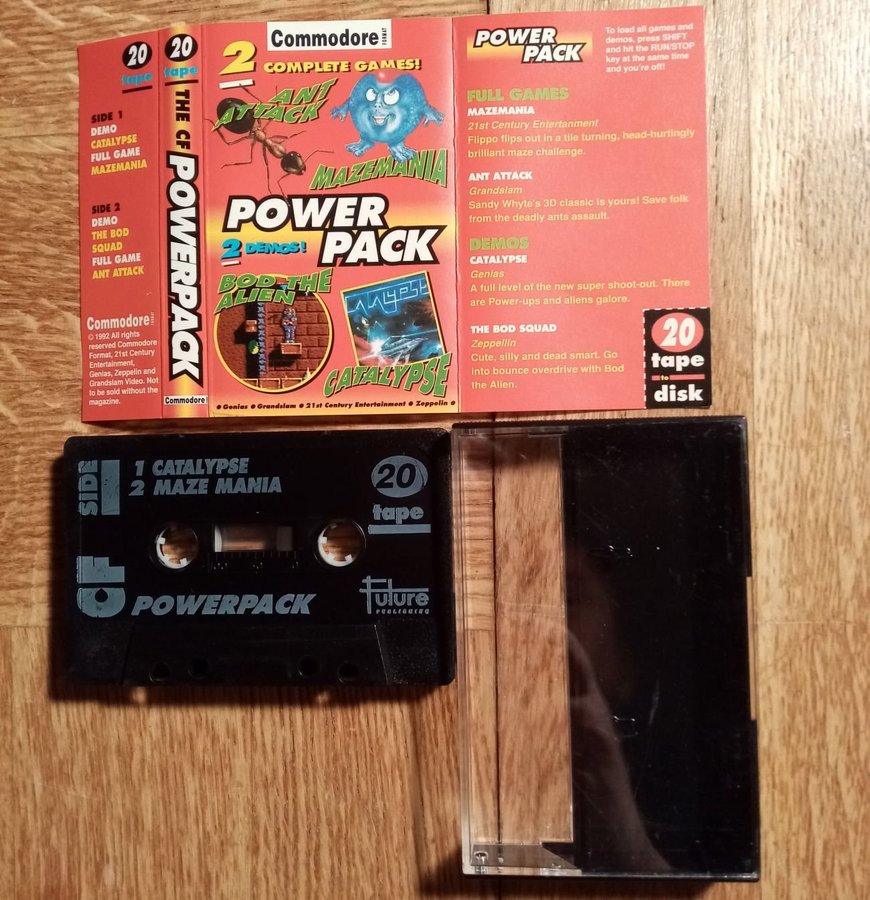 20
tape
SIDE 1
DEMO
CATALYPSE
FULL GAME
MAZEMANIA
SIDE 2
DEMO
THE BOD
SQUAD
FULL GAME
ANT ATTACK
Commodore
FORMAT
© 1992 All rights
reserved Commodore
Format, 21st Century
Entertainment,
Genias, Zeppelin and
Grandslam Video. Not
to be sold without the
magazine.
20
tape
THE CF POWERPACK
Commodore
Commodore
FORMAT
2 COMPLETE GAMES!
ANT
ATTACK
MAZEMANIA
POWER
PACK
2 DEMOS!
BOD THE
ALIEN
CATALYPSE
• Genias • Grandslam • 21st Century Entertainment • Zeppelin •
POWER
PACK
To load all games and
demos, press SHIFT
and hit the RUN/STOP
key at the same time
and you're off!
FULL GAMES
MAZEMANIA
21st Century Entertanment
Flippo flips out in a tile turning, head-hurtingly
brilliant maze challenge.
ANT ATTACK
Grandslam
Sandy Whyte's 3D classic is yours! Save folk
from the deadly ants assault.
DEMOS
CATALYPSE
Genias
A full level of the new super shoot-out. There
are Power-ups and aliens galore.
THE BOD SQUAD
Zeppellin
Cute, silly and dead smart. Go
into bounce overdrive with Bod
the Alien.
20
tape
to
disk
SIDE 1
1 CATALYPSE
2 MAZE MANIA
20
tape
CF
POWERPACK
Future
PUBLISHING